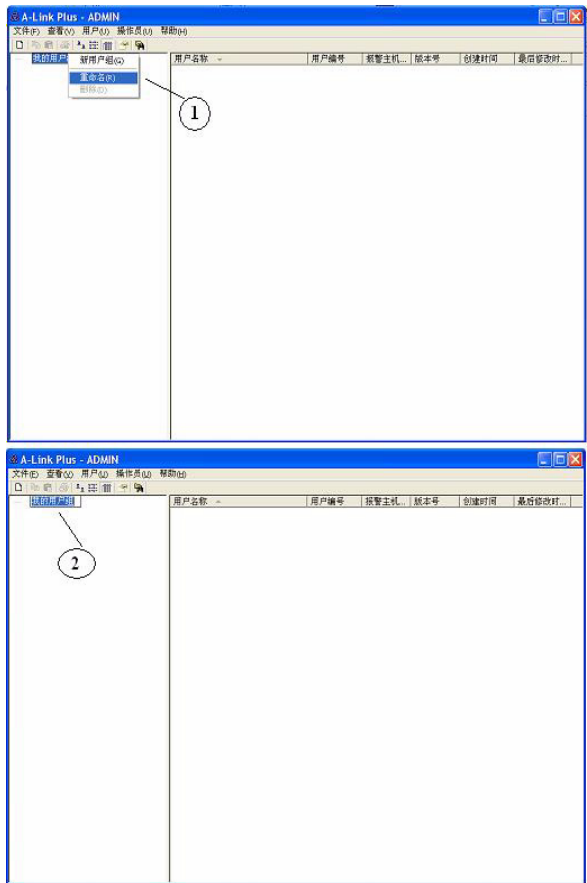 A-Link Plus - ADMIN
文件(F) 查看(V) 用户(U) 操作员(U) 帮助(H)
我的用户 新用户组(G) 用户名称 用户编号 报警主机... 版本号 创建时间 最后修改时...
重命名(R)
删除(D)
1
A-Link Plus - ADMIN
文件(F) 查看(V) 用户(U) 操作员(U) 帮助(H)
我的用户组 用户名称 用户编号 报警主机... 版本号 创建时间 最后修改时...
2